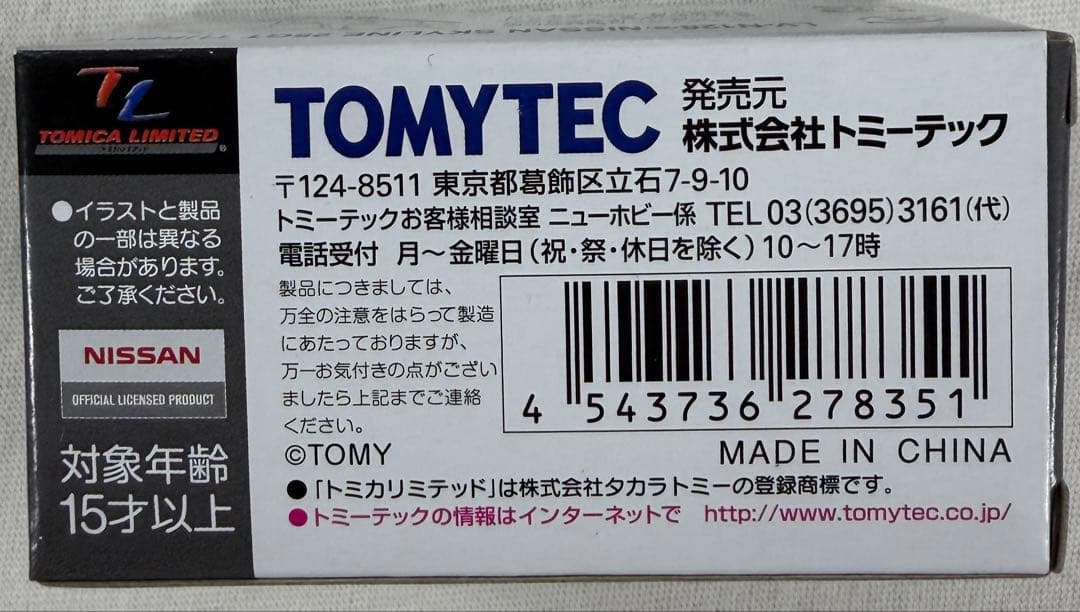 TL
TOMICA LIMITED
●イラストと製品
の一部は異なる
場合があります。
ご了承ください。
NISSAN
OFFICIAL LICENSED PRODUCT
対象年齢
15才以上
TOMYTEC
発売元
株式会社トミーテック
〒124-8511 東京都葛飾区立石7-9-10
トミーテックお客様相談室 ニューホビー係 TEL 03(3695)3161(代)
電話受付 月〜金曜日(祝・祭・休日を除く)10〜17時
製品につきましては、
万全の注意をはらって製造
にあたっておりますが、
万一お気付きの点がござい
ましたら上記までご連絡
ください。
4 543736 278351
©TOMY
MADE IN CHINA
●「トミカリミテッド」は株式会社タカラトミーの登録商標です。
●トミーテックの情報はインターネットで http://www.tomytec.co.jp/